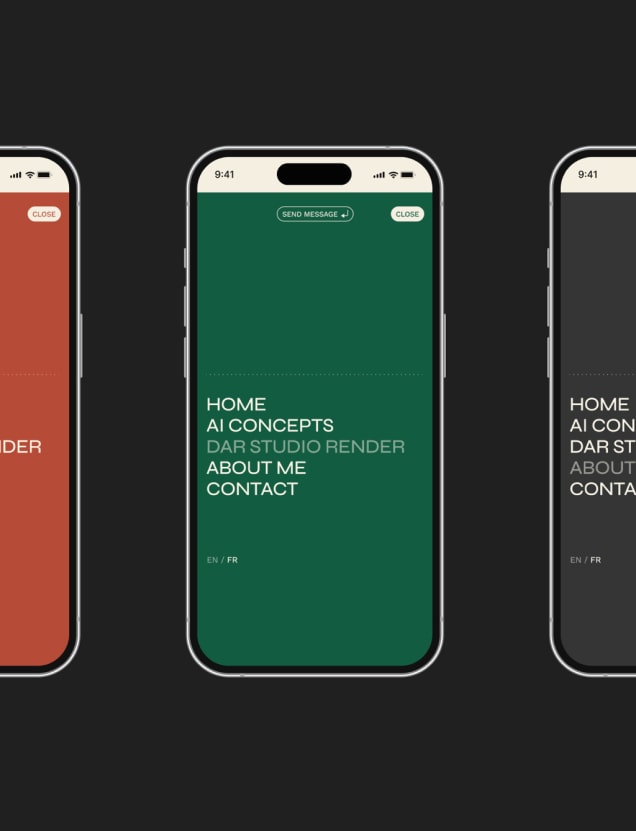 CLOSE
NDER
9:41
SEND MESSAGE
CLOSE
HOME
AI CONCEPTS
DAR STUDIO RENDER
ABOUT ME
CONTACT
EN / FR
9:41
HOME
AI CON
DAR ST
ABOUT
CONTA
EN / FR